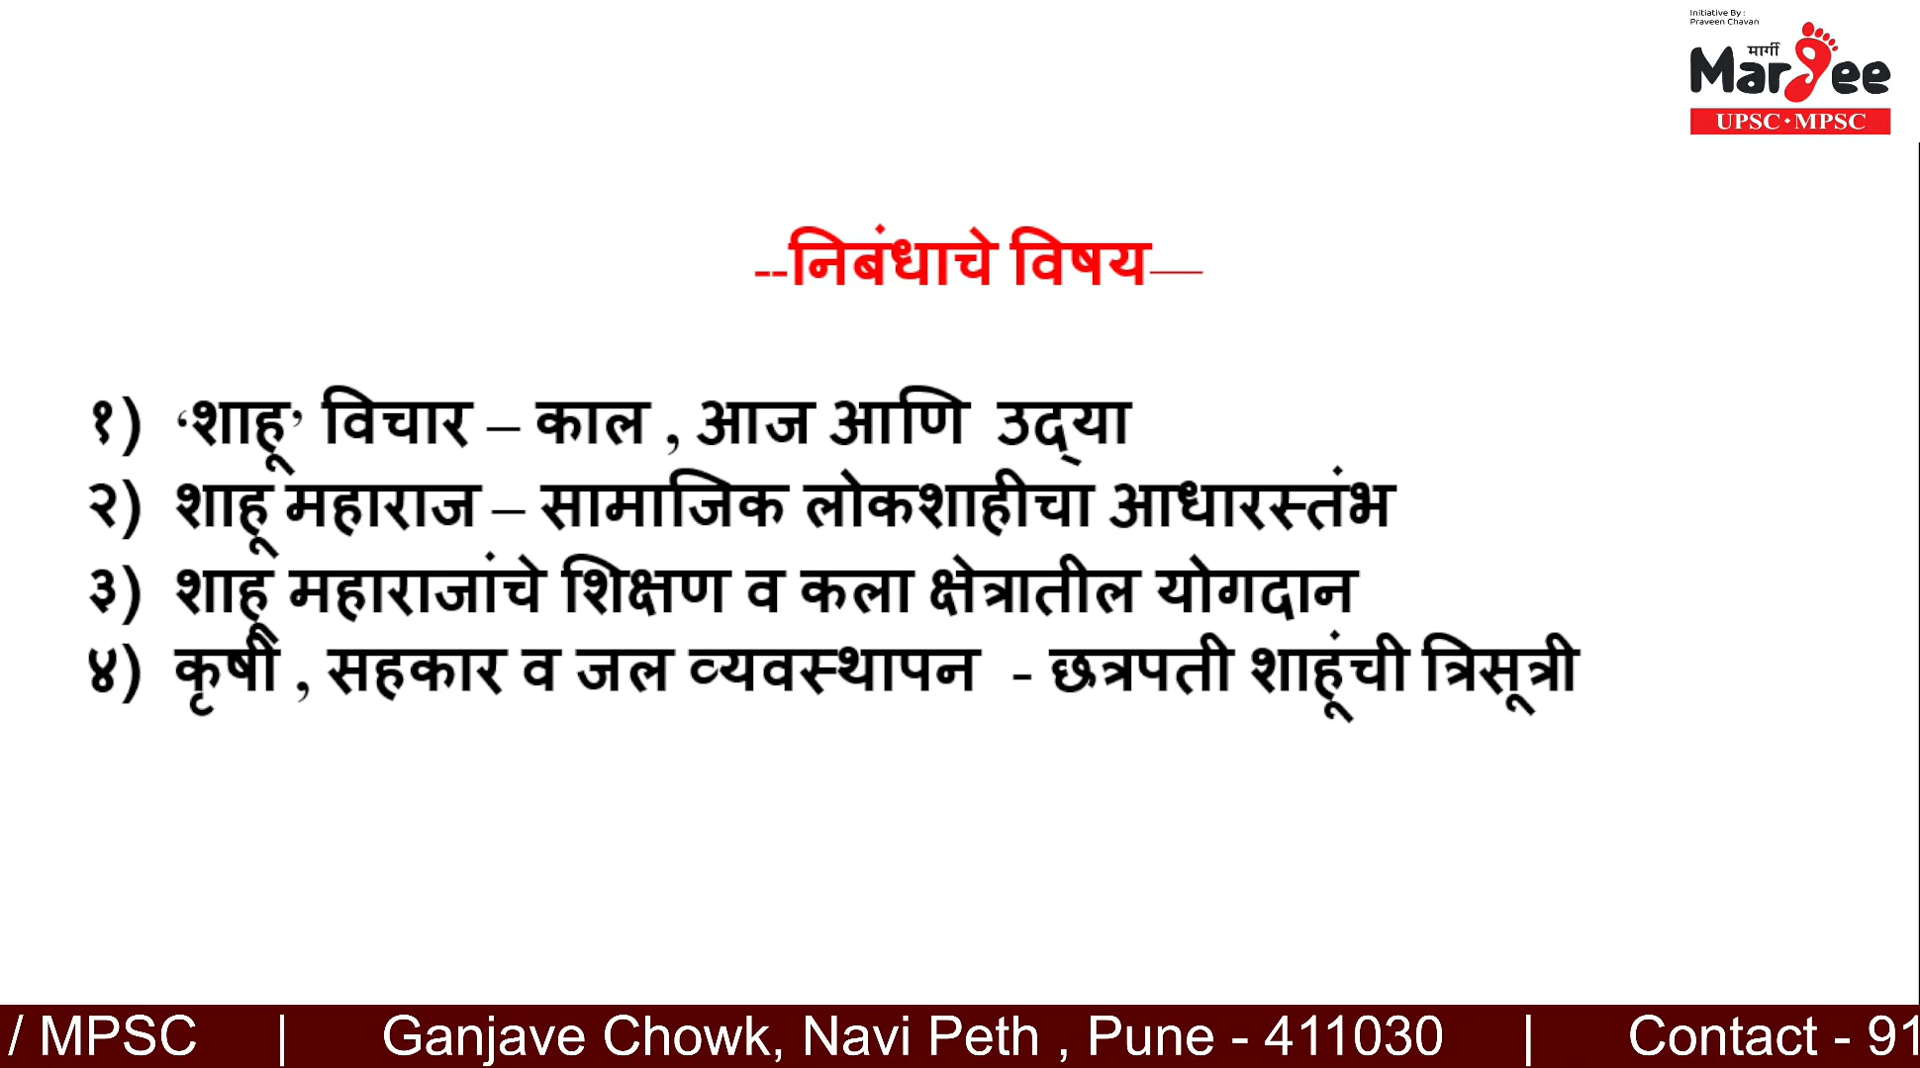 Initiative By :
Praveen Chavan
मार्गी
Margee
UPSC • MPSC
--निबंधाचे विषय—
१) ‘शाहू’ विचार – काल , आज आणि उद्‌या
२) शाहू महाराज – सामाजिक लोकशाहीचा आधारस्तंभ
३) शाहू महाराजांचे शिक्षण व कला क्षेत्रातील योगदान
४) कृषी , सहकार व जल व्यवस्थापन - छत्रपती शाहूंची त्रिसूत्री
/ MPSC | Ganjave Chowk, Navi Peth , Pune - 411030 | Contact - 91